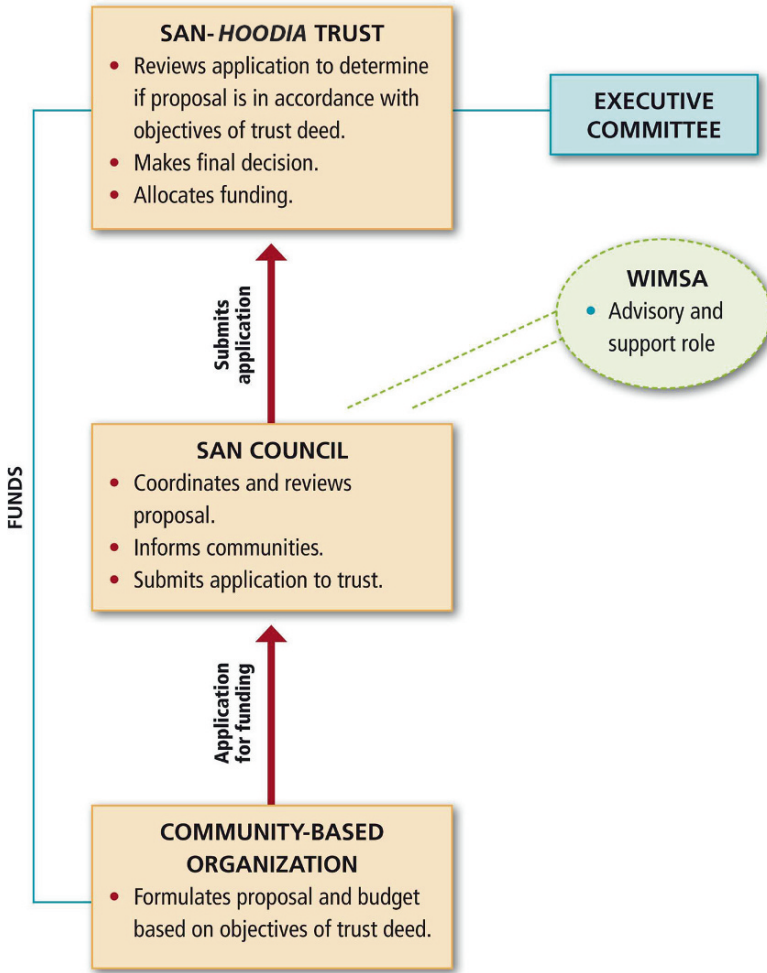 SAN-HOODIA TRUST
• Reviews application to determine
if proposal is in accordance with
objectives of trust deed.
• Makes final decision.
• Allocates funding.
EXECUTIVE
COMMITTEE
WIMSA
• Advisory and
support role
Submits
application
SAN COUNCIL
• Coordinates and reviews
proposal.
• Informs communities.
• Submits application to trust.
FUNDS
Application
for funding
COMMUNITY-BASED
ORGANIZATION
• Formulates proposal and budget
based on objectives of trust deed.